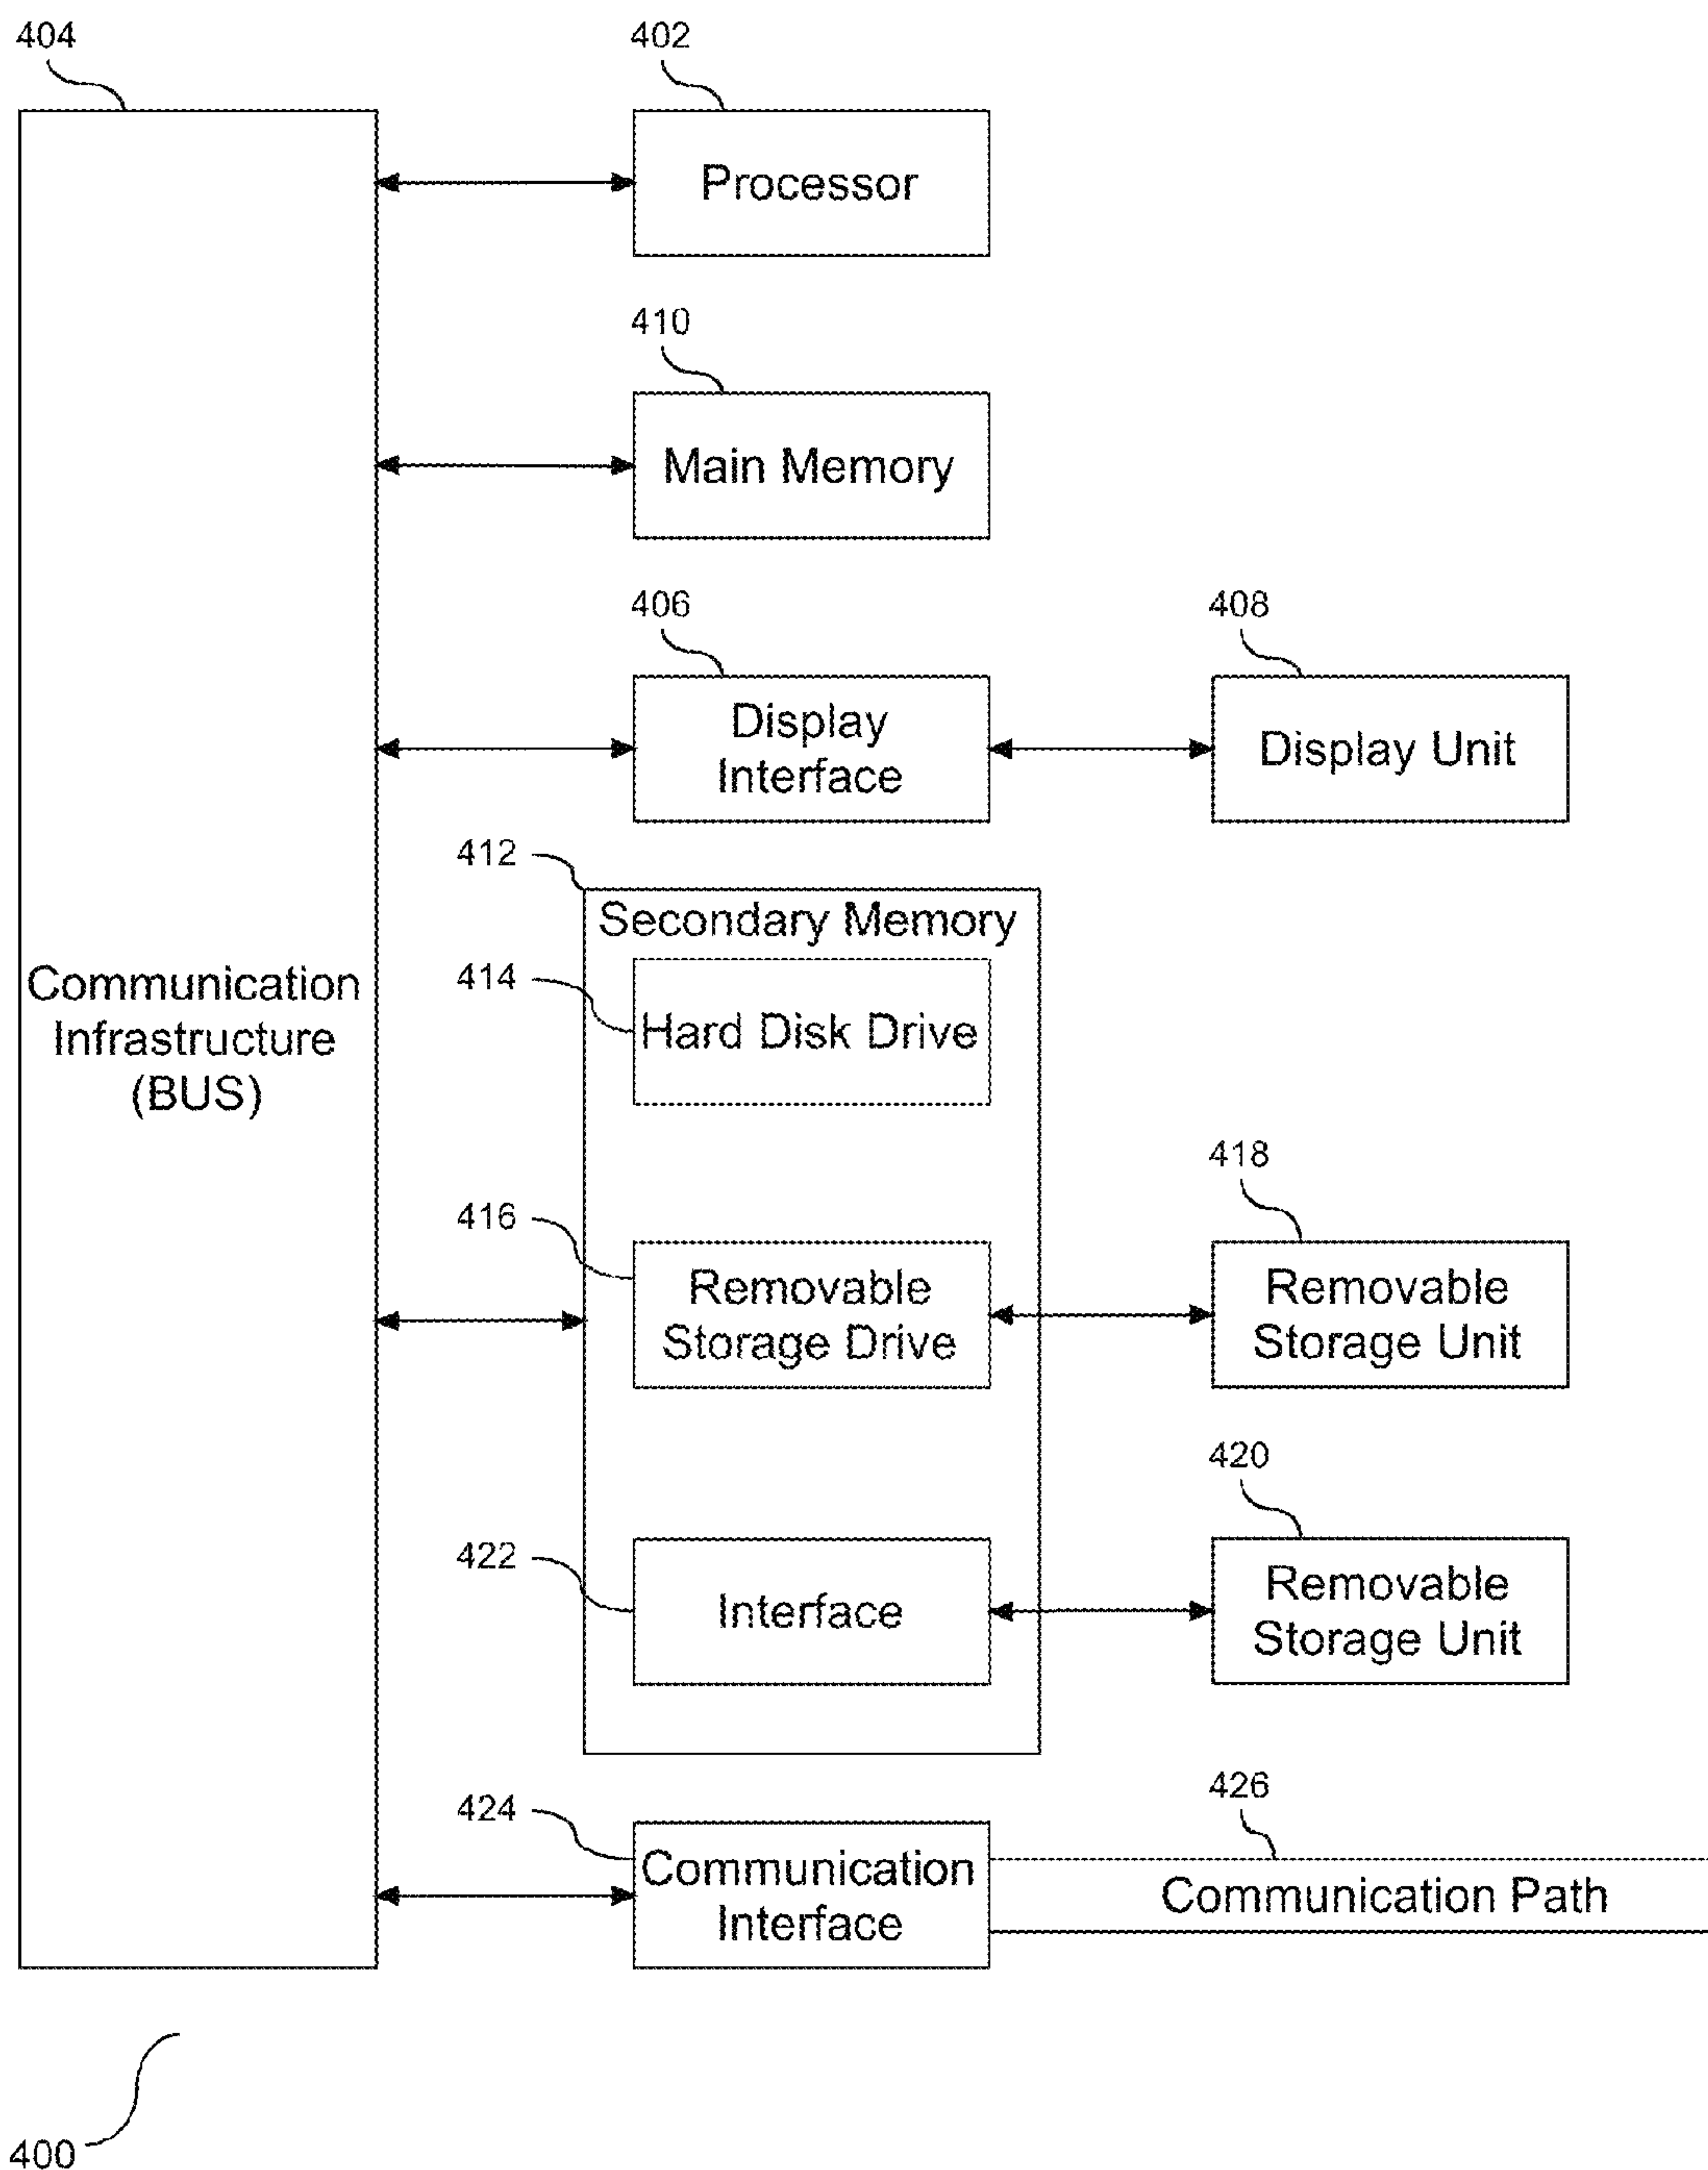 404
402
Processor
410
Main Memory
406
408
Display
Interface
Display Unit
412
Secondary Memory
414
Hard Disk Drive
Communication
Infrastructure
(BUS)
418
416
Removable
Storage Drive
Removable
Storage Unit
420
422
Interface
Removable
Storage Unit
424
426
Communication
Interface
Communication Path
400